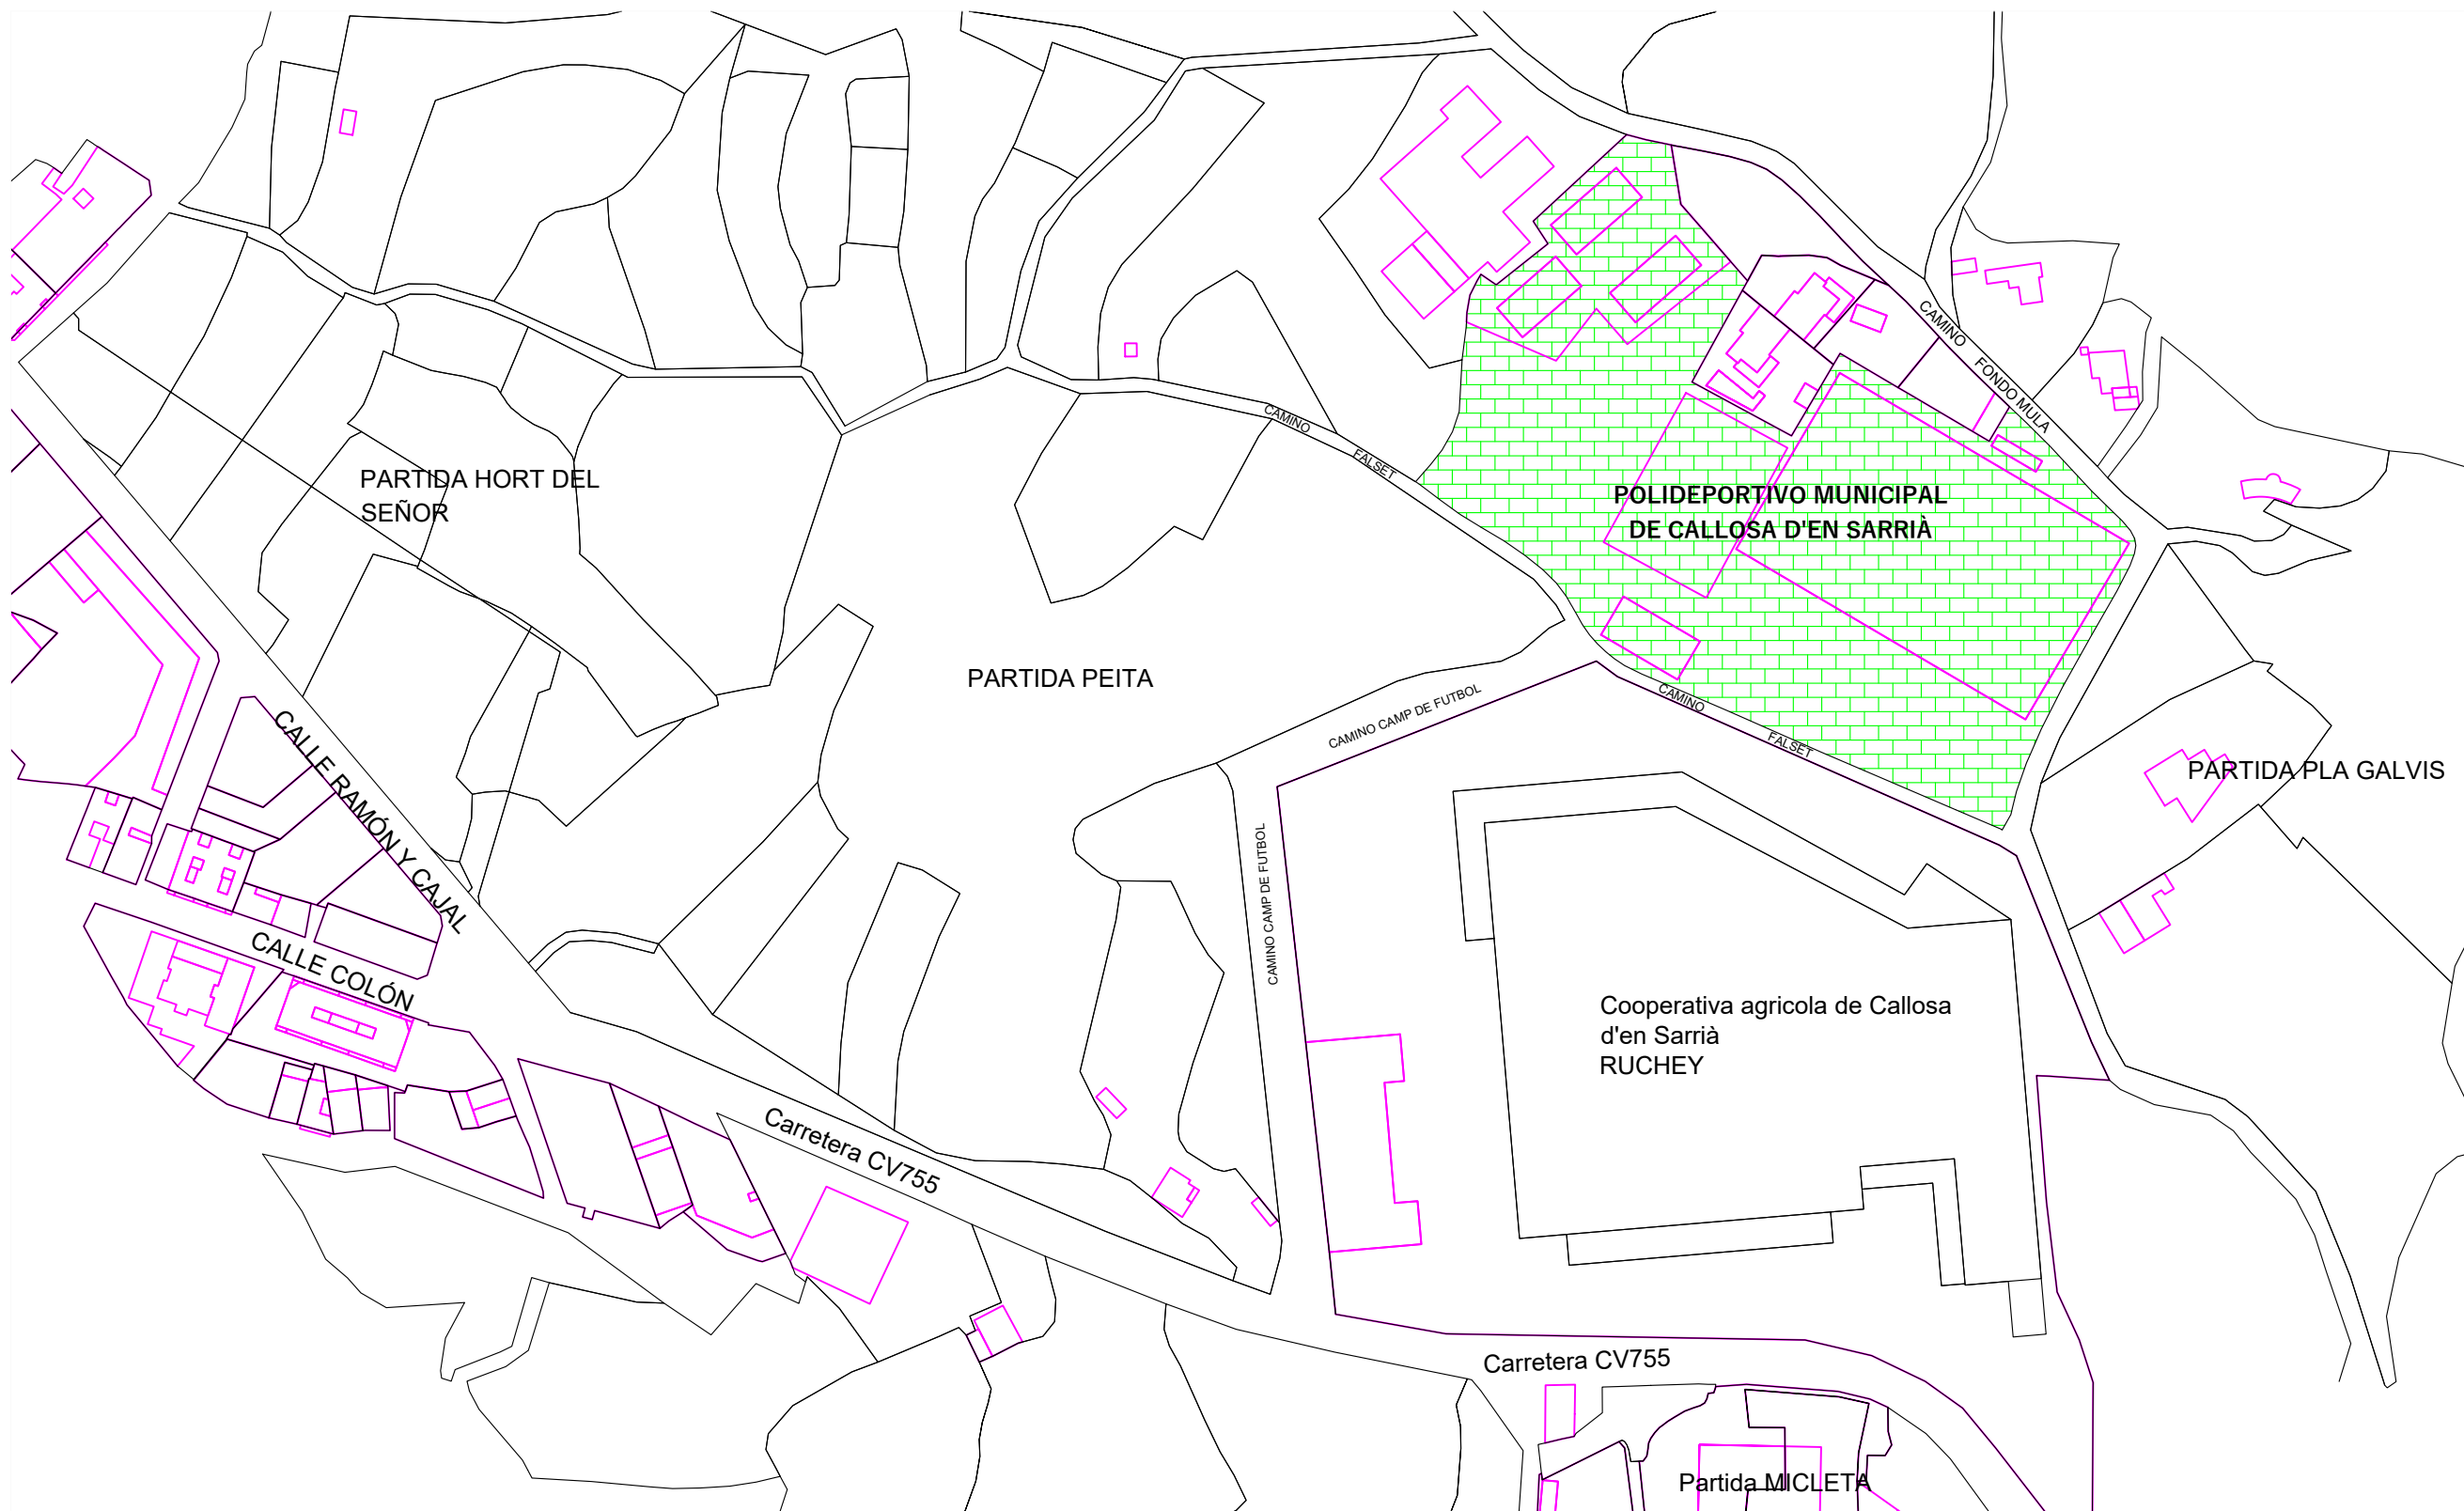 CAMINO
FONDO MULA
CAMINO
FALSET
PARTIDA HORT DEL
SEÑOR
POLIDEPORTIVO MUNICIPAL
DE CALLOSA D'EN SARRIÀ
PARTIDA PEITA
CAMINO CAMP DE FUTBOL
CAMINO
FALSET
PARTIDA PLA GALVIS
CALLE RAMÓN Y CAJAL
CAMINO CAMP DE FUTBOL
CALLE COLÓN
Cooperativa agricola de Callosa
d'en Sarrià
RUCHEY
Carretera CV755
Carretera CV755
Partida MICLETA